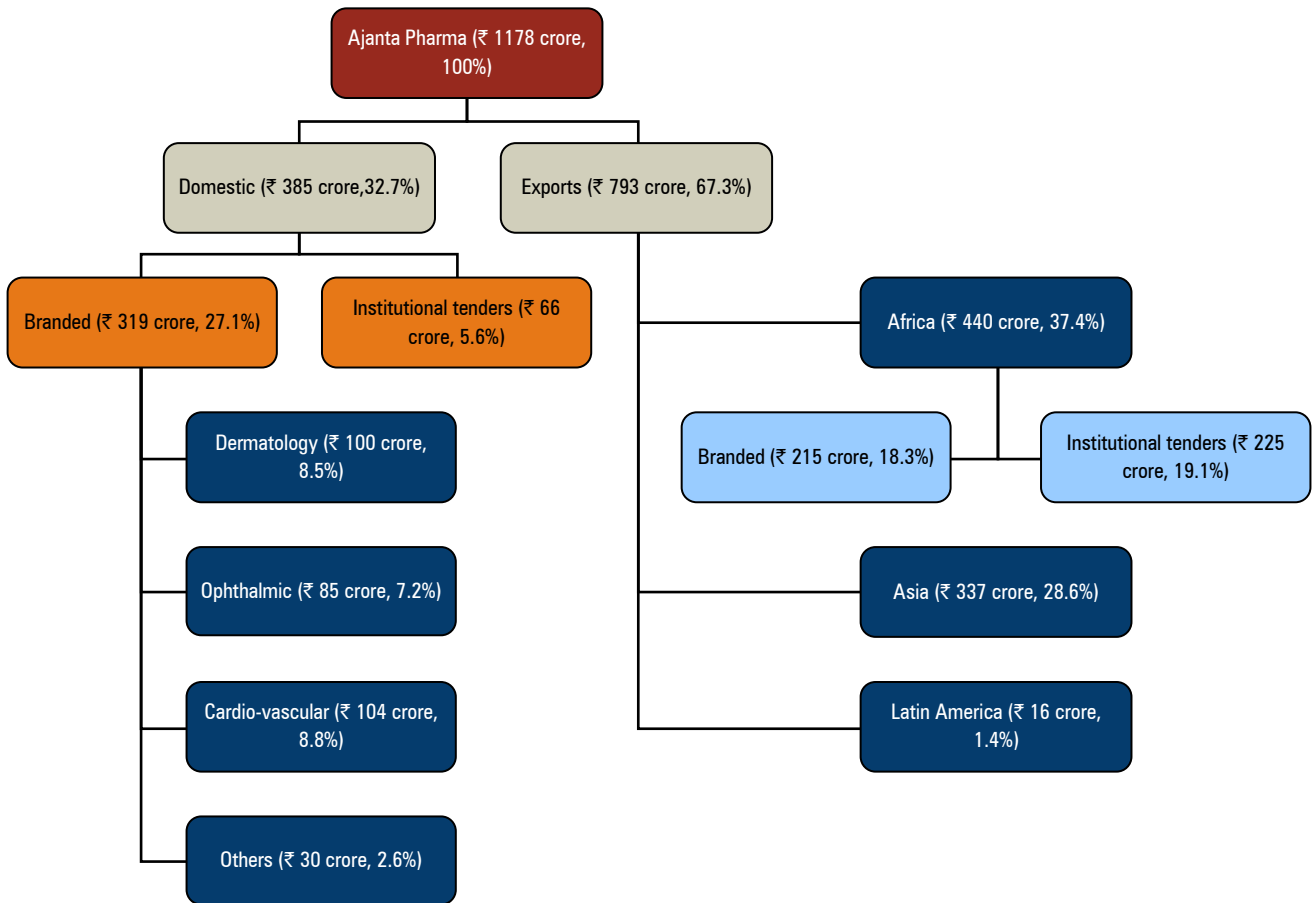 Ajanta Pharma (₹ 1178 crore,
100%)
Domestic (₹ 385 crore,32.7%)
Exports (₹ 793 crore, 67.3%)
Branded (₹ 319 crore, 27.1%)
Institutional tenders (₹ 66
crore, 5.6%)
Africa (₹ 440 crore, 37.4%)
Dermatology (₹ 100 crore,
8.5%)
Branded (₹ 215 crore, 18.3%)
Institutional tenders (₹ 225
crore, 19.1%)
Ophthalmic (₹ 85 crore, 7.2%)
Asia (₹ 337 crore, 28.6%)
Cardio-vascular (₹ 104 crore,
8.8%)
Latin America (₹ 16 crore,
1.4%)
Others (₹ 30 crore, 2.6%)